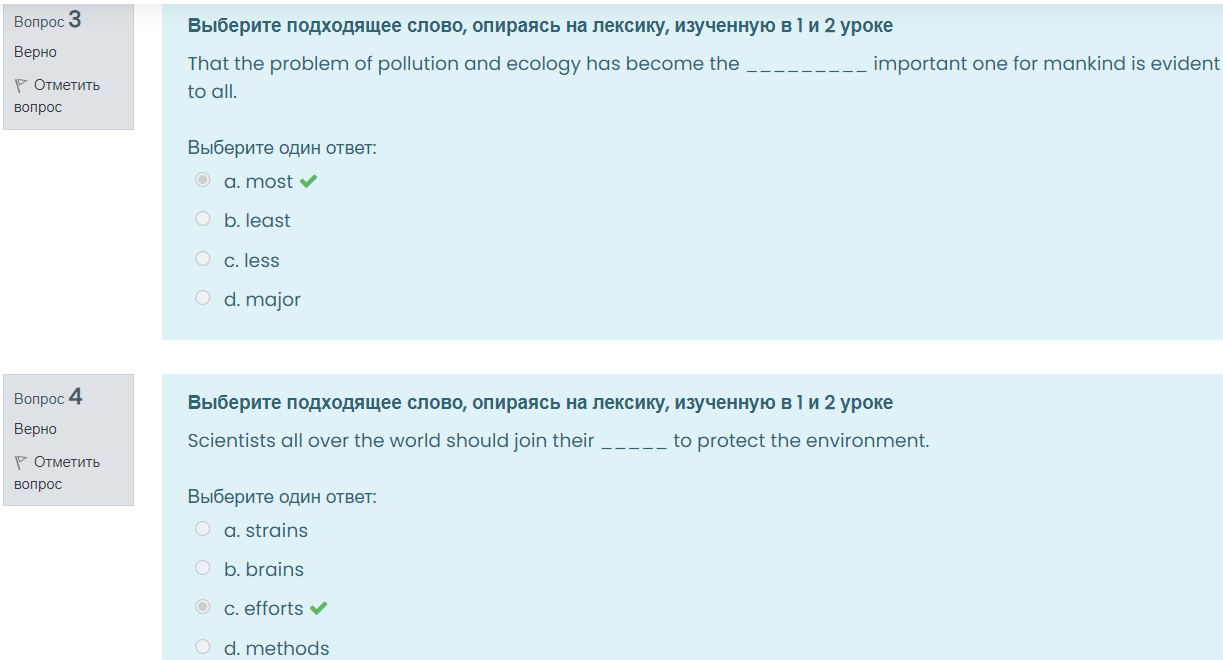 Вопрос 3
Верно
Отметить
вопрос
Выберите подходящее слово, опираясь на лексику, изученную в 1 и 2 уроке
That the problem of pollution and ecology has become the _________ important one for mankind is evident
to all.
Выберите один ответ:
a. most
b. least
c. less
d. major
Вопрос 4
Верно
Отметить
вопрос
Выберите подходящее слово, опираясь на лексику, изученную в 1 и 2 уроке
Scientists all over the world should join their _____ to protect the environment.
Выберите один ответ:
a. strains
b. brains
c. efforts
d. methods